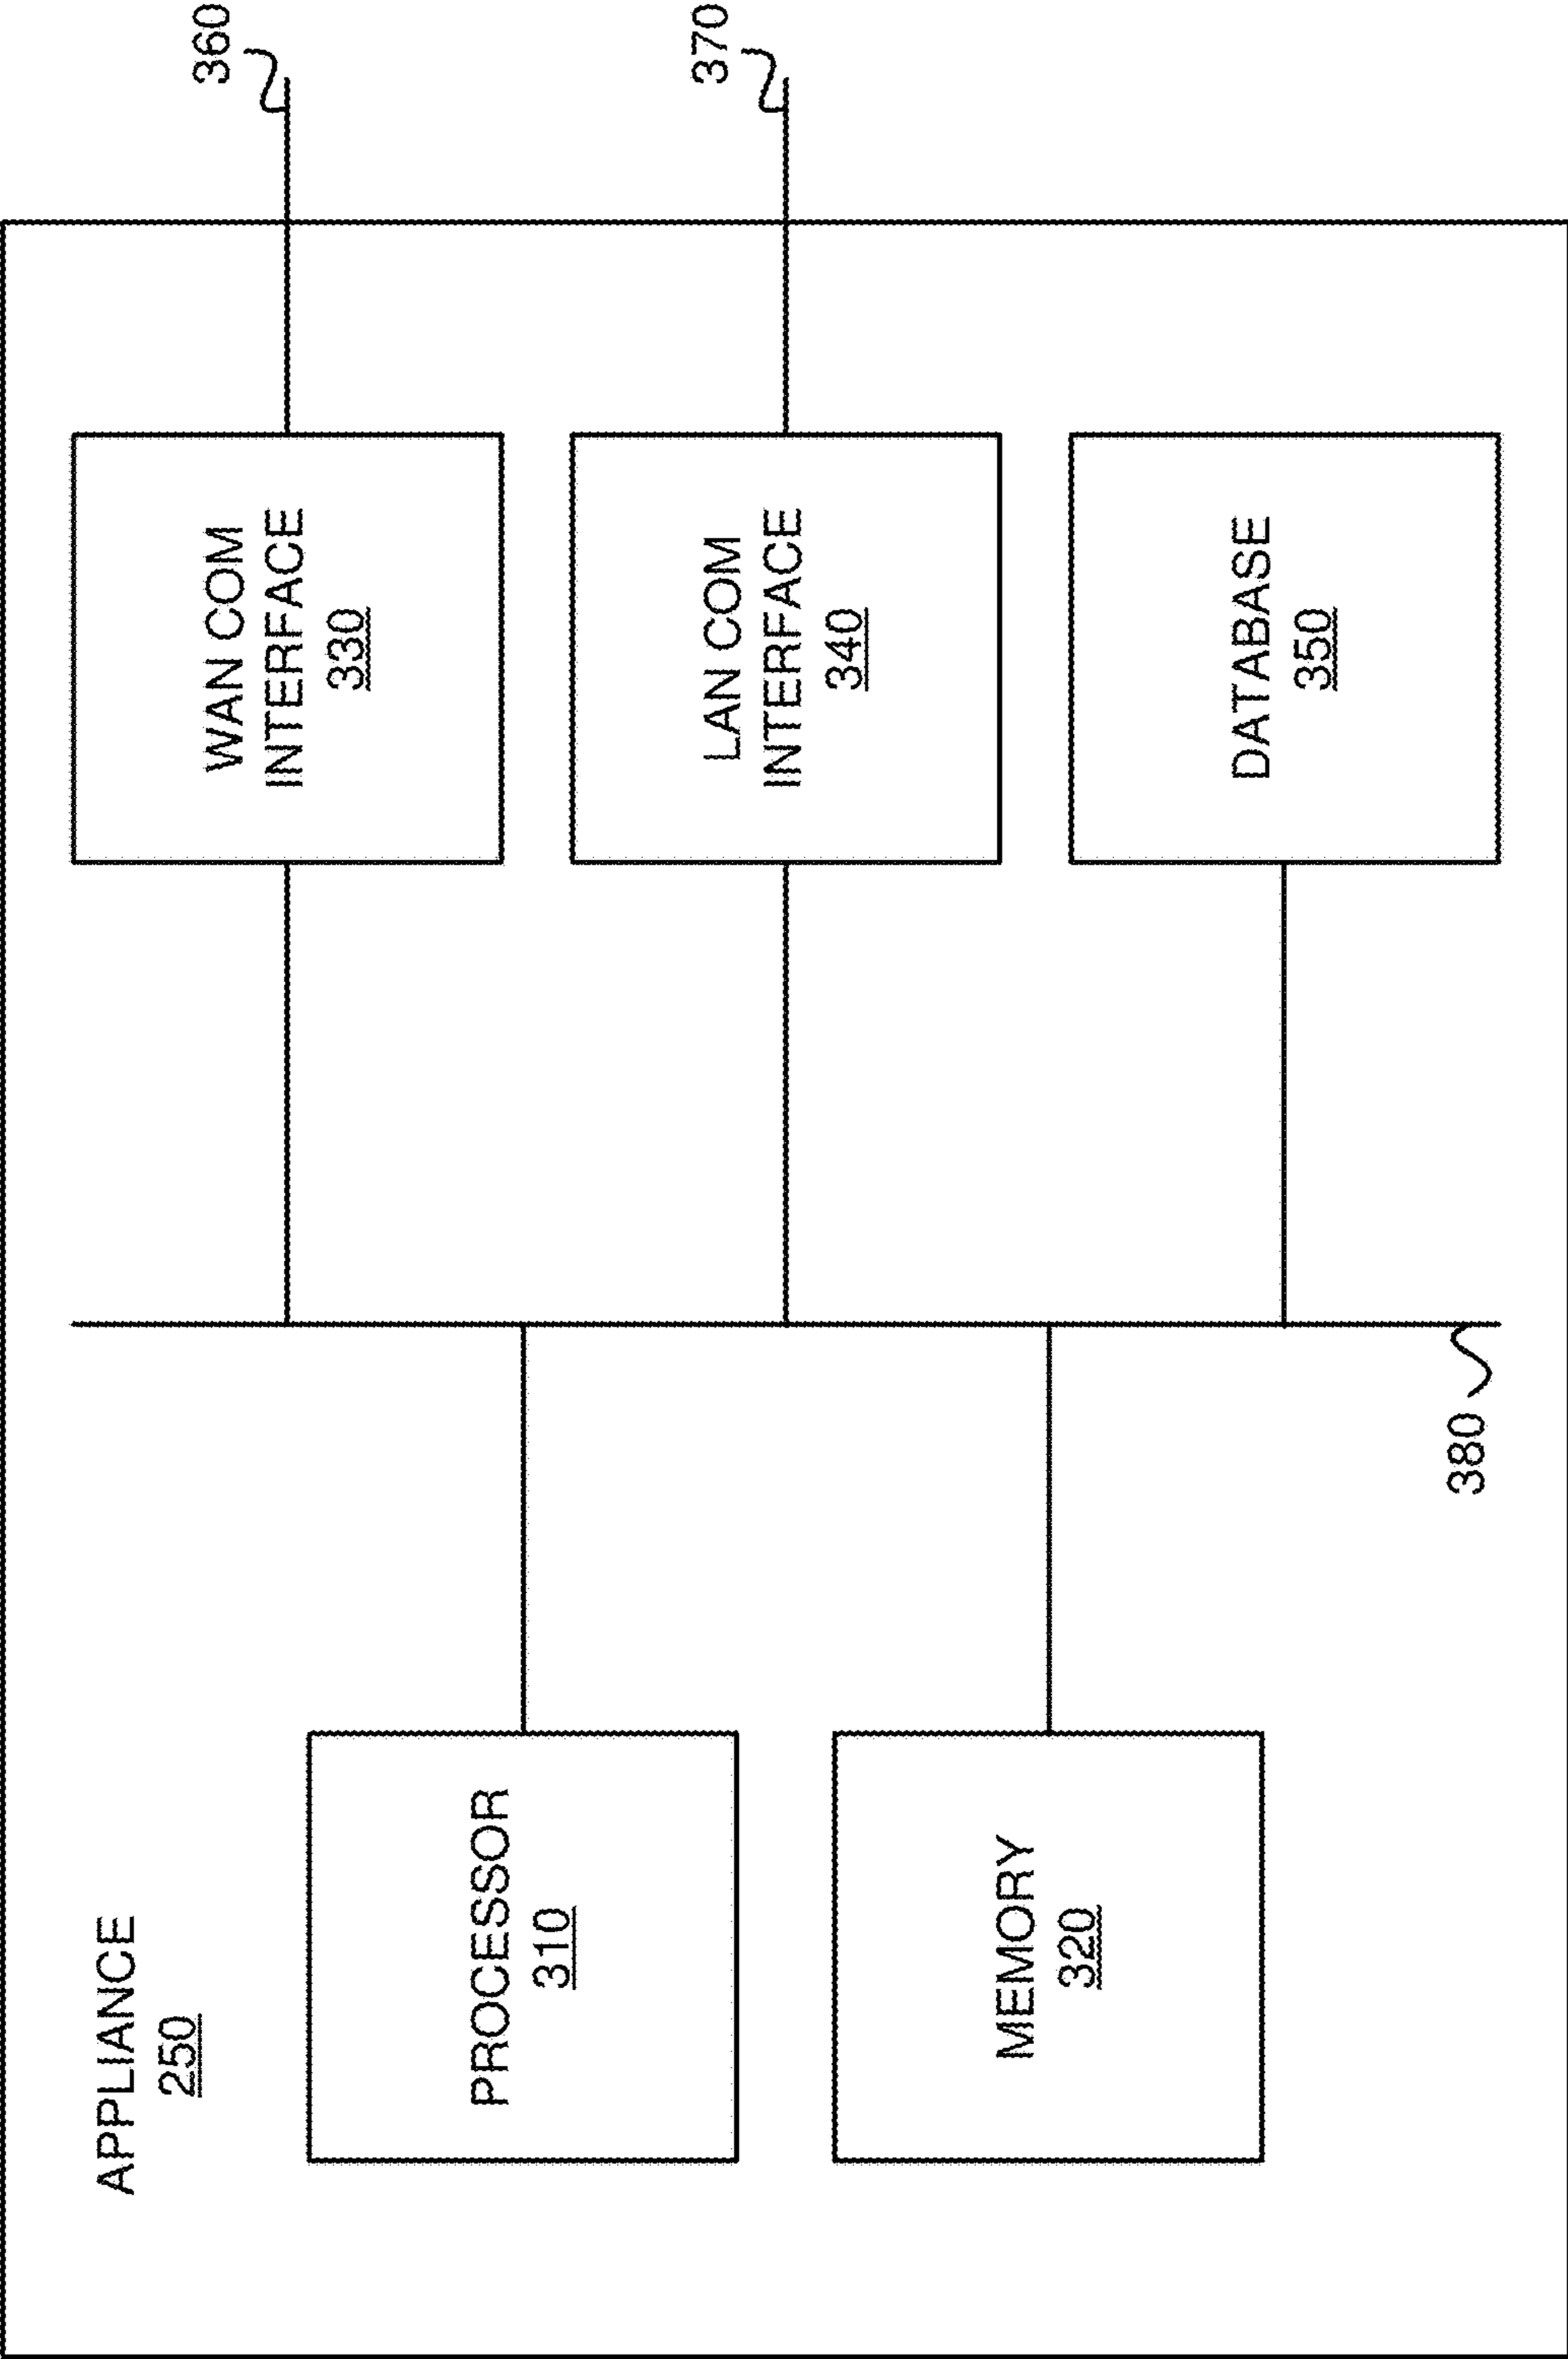 APPLIANCE
250
PROCESSOR
310
MEMORY
320
380
WAN COM
INTERFACE
330
LAN COM
INTERFACE
340
DATABASE
350
360
370